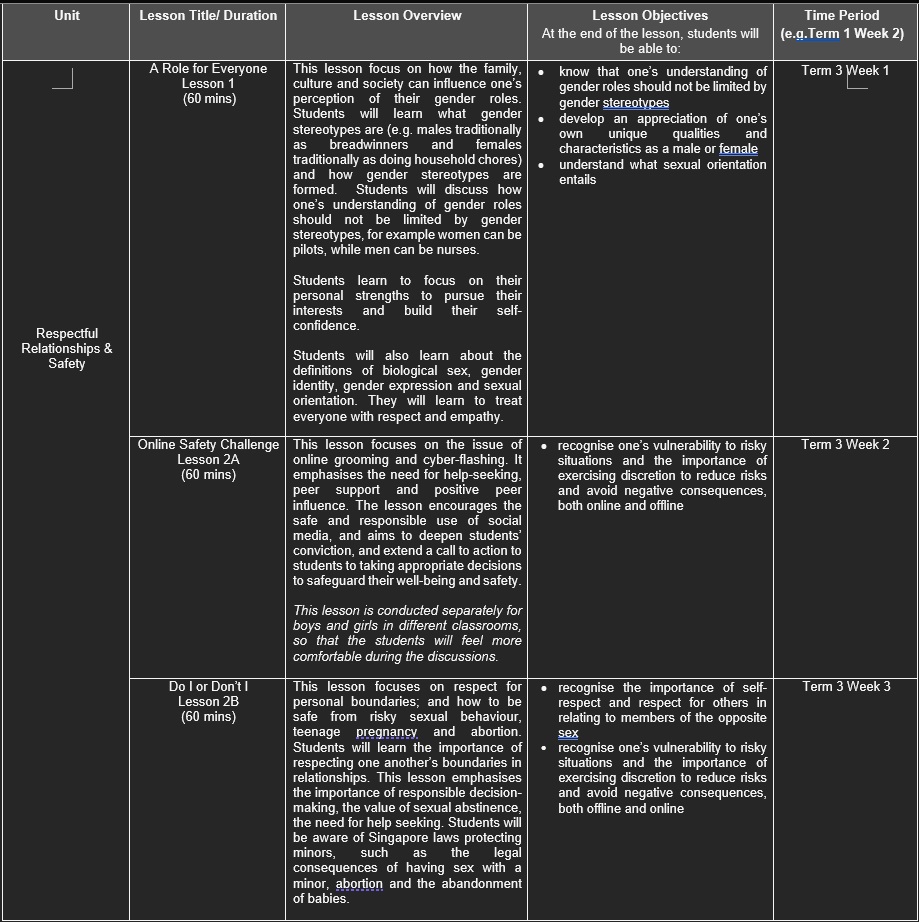 Unit
Lesson Title/ Duration
Lesson Overview
Lesson Objectives
At the end of the lesson, students will
be able to:
Time Period
(e.g.Term 1 Week 2)
Respectful
Relationships &
Safety
A Role for Everyone
Lesson 1
(60 mins)
This lesson focus on how the family,
culture and society can influence one's
perception of their gender roles.
Students will learn what gender
stereotypes are (e.g. males traditionally
as breadwinners and females
traditionally as doing household chores)
and how gender stereotypes are
formed. Students will discuss how
one's understanding of gender roles
should not be limited by gender
stereotypes, for example women can be
pilots, while men can be nurses.
Students learn to focus on their
personal strengths to pursue their
interests and build their self-
confidence.
Students will also learn about the
definitions of biological sex, gender
identity, gender expression and sexual
orientation. They will learn to treat
everyone with respect and empathy.
• know that one's understanding of
gender roles should not be limited by
gender stereotypes
• develop an appreciation of one's
own unique qualities and
characteristics as a male or female
• understand what sexual orientation
entails
Term 3 Week 1
Online Safety Challenge
Lesson 2A
(60 mins)
This lesson focuses on the issue of
online grooming and cyber-flashing. It
emphasises the need for help-seeking,
peer support and positive peer
influence. The lesson encourages the
safe and responsible use of social
media, and aims to deepen students'
conviction, and extend a call to action to
students to taking appropriate decisions
to safeguard their well-being and safety.
This lesson is conducted separately for
boys and girls in different classrooms,
so that the students will feel more
comfortable during the discussions.
• recognise one's vulnerability to risky
situations and the importance of
exercising discretion to reduce risks
and avoid negative consequences,
both online and offline
Term 3 Week 2
Do I or Don't I
Lesson 2B
(60 mins)
This lesson focuses on respect for
personal boundaries; and how to be
safe from risky sexual behaviour,
teenage pregnancy and abortion.
Students will learn the importance of
respecting one another's boundaries in
relationships. This lesson emphasises
the importance of responsible decision-
making, the value of sexual abstinence,
the need for help seeking. Students will
be aware of Singapore laws protecting
minors, such as the legal
consequences of having sex with a
minor, abortion and the abandonment
of babies.
• recognise the importance of self-
respect and respect for others in
relating to members of the opposite
sex
• recognise one's vulnerability to risky
situations and the importance of
exercising discretion to reduce risks
and avoid negative consequences,
both offline and online
Term 3 Week 3